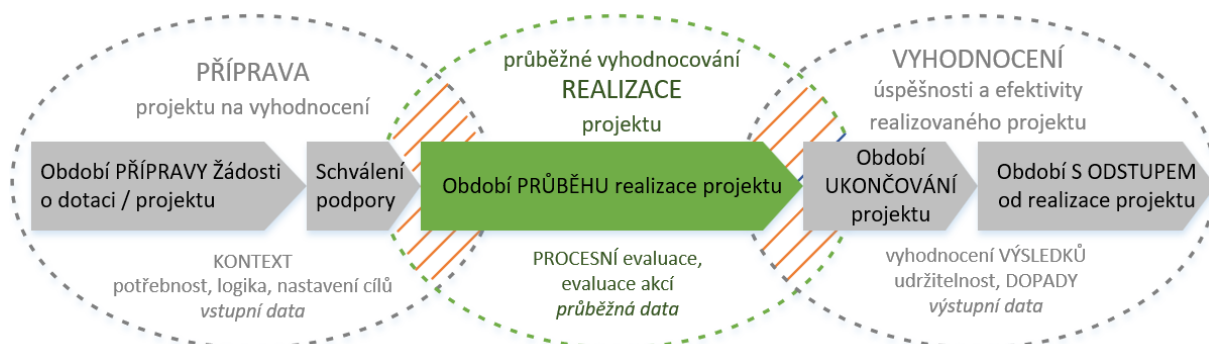 PŘÍPRAVA
projektu na vyhodnocení
průběžné vyhodnocování
REALIZACE
projektu
VYHODNOCENÍ
úspěšnosti a efektivity
realizovaného projektu
Období PŘÍPRAVY Žádosti
o dotaci / projektu
Schválení
podpory
Období PRŮBĚHU realizace projektu
Období
UKONČOVÁNÍ
projektu
Období S ODSTUPEM
od realizace projektu
KONTEXT
potřebnost, logika, nastavení cílů
vstupní data
PROCESNÍ evaluace,
evaluace akcí
průběžná data
vyhodnocení VÝSLEDKŮ
udržitelnost, DOPADY
výstupní data